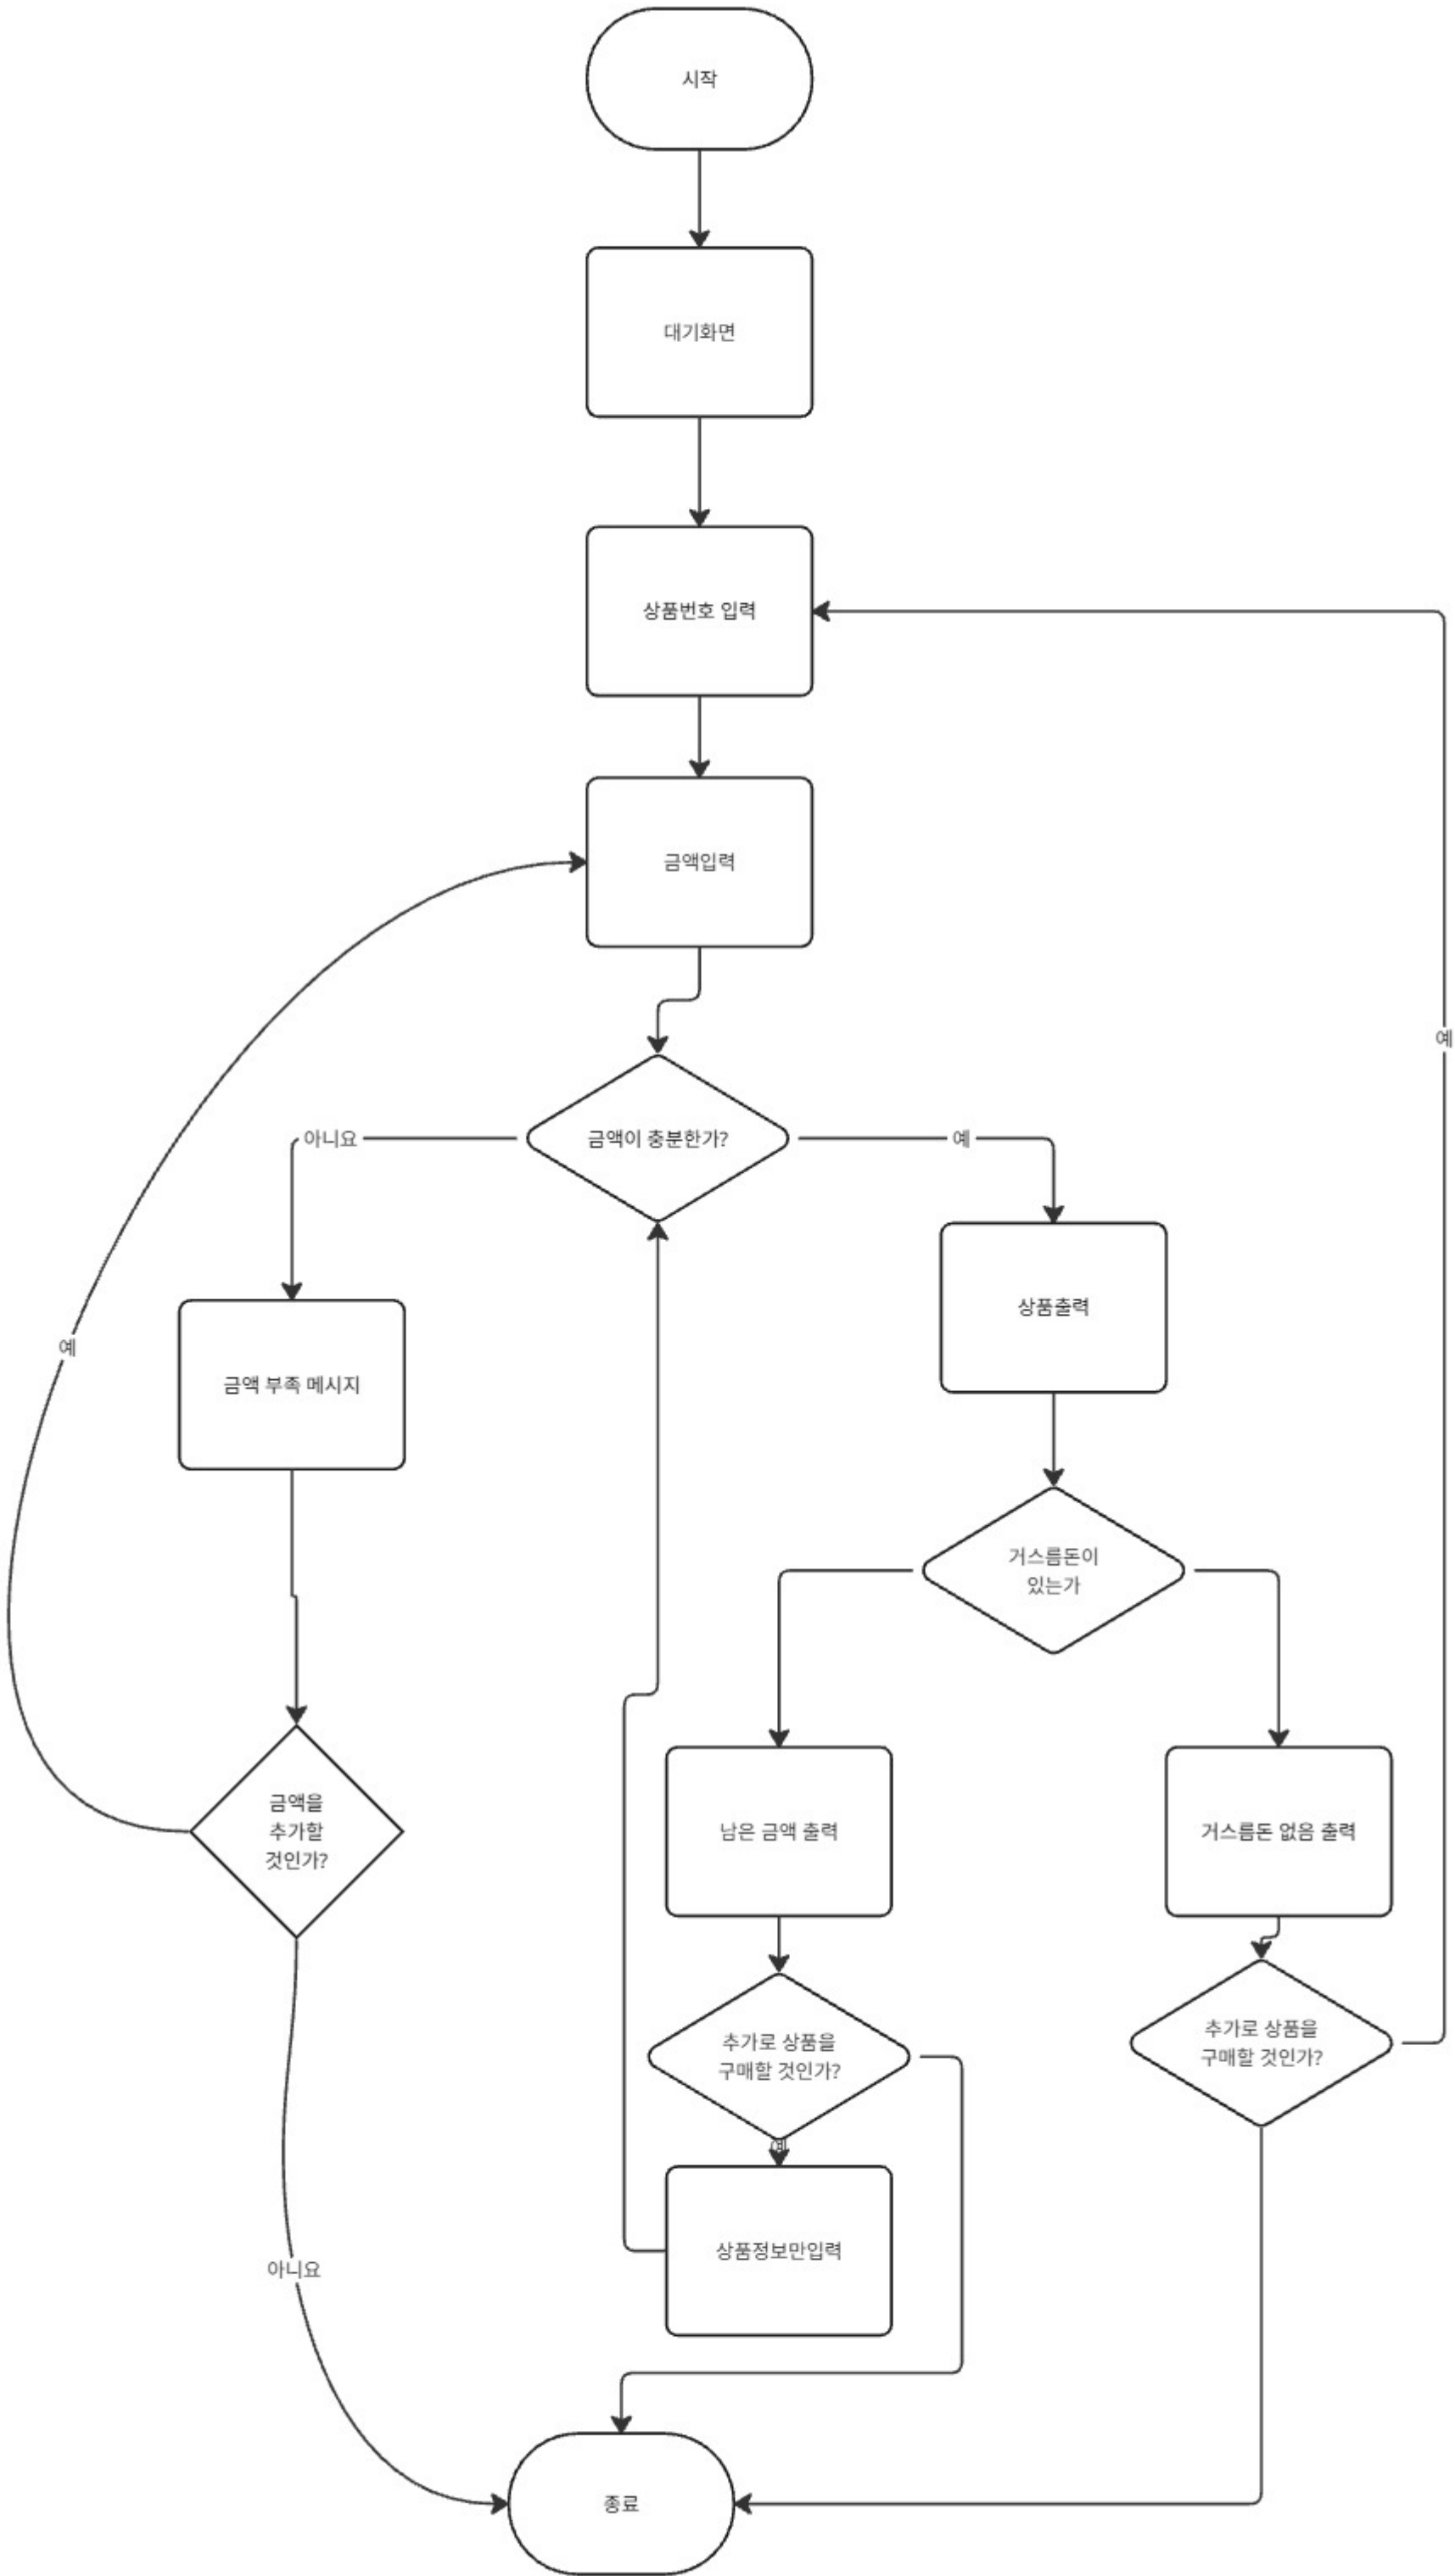 시작
대기화면
상품번호 입력
금액입력
예
금액이 충분한가?
아니요
예
상품출력
예
금액 부족 메시지
거스름돈이
있는가
금액을
추가할
것인가?
남은 금액 출력
거스름돈 없음 출력
추가로 상품을
구매할 것인가?
추가로 상품을
구매할 것인가?
예
상품정보만입력
아니요
종료